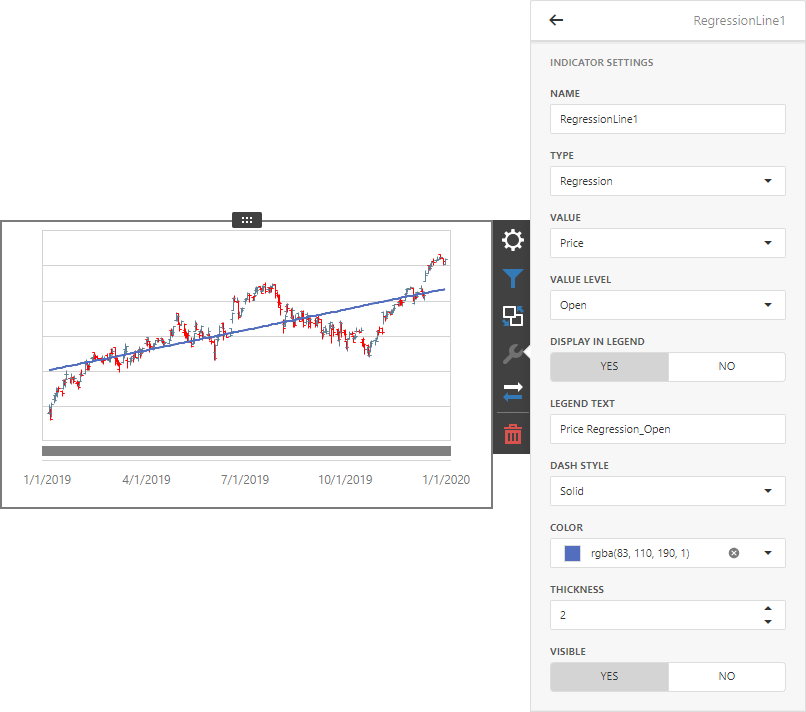 RegressionLine1
INDICATOR SETTINGS
NAME
RegressionLine1
TYPE
Regression
VALUE
Price
VALUE LEVEL
Open
DISPLAY IN LEGEND
YES NO
LEGEND TEXT
Price Regression_Open
DASH STYLE
Solid
COLOR
rgba(83, 110, 190, 1)
THICKNESS
2
VISIBLE
YES NO
1/1/2019 4/1/2019 7/1/2019 10/1/2019 1/1/2020